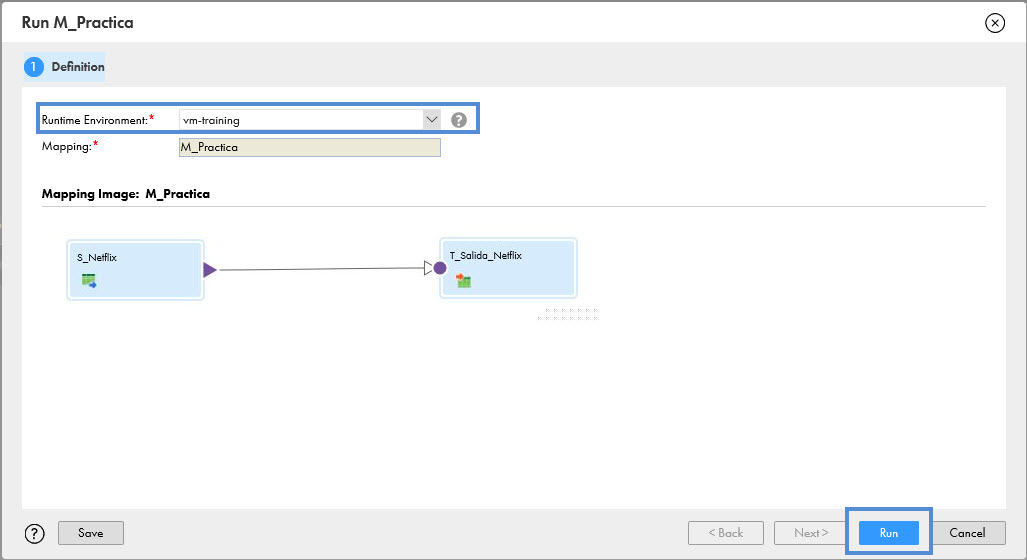 Run M_Practica
1 Definition
Runtime Environment:* vm-training ?
Mapping:* M_Practica
Mapping Image: M_Practica
S_Netflix
T_Salida_Netflix
? Save < Back Next > Run Cancel